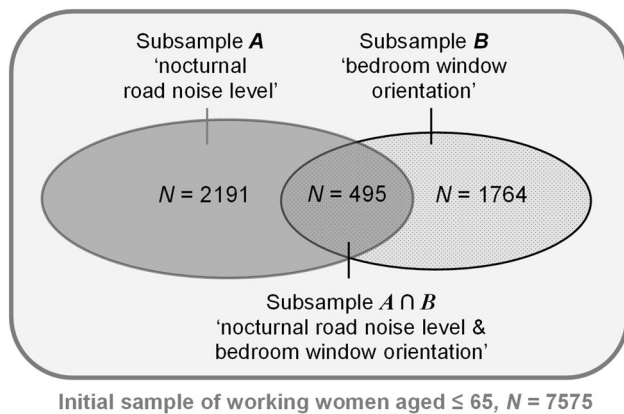 Subsample A
'nocturnal
road noise level'
Subsample B
'bedroom window
orientation'
N = 2191
N = 495
N = 1764
Subsample A ∩ B
'nocturnal road noise level &
bedroom window orientation'
Initial sample of working women aged ≤ 65, N = 7575